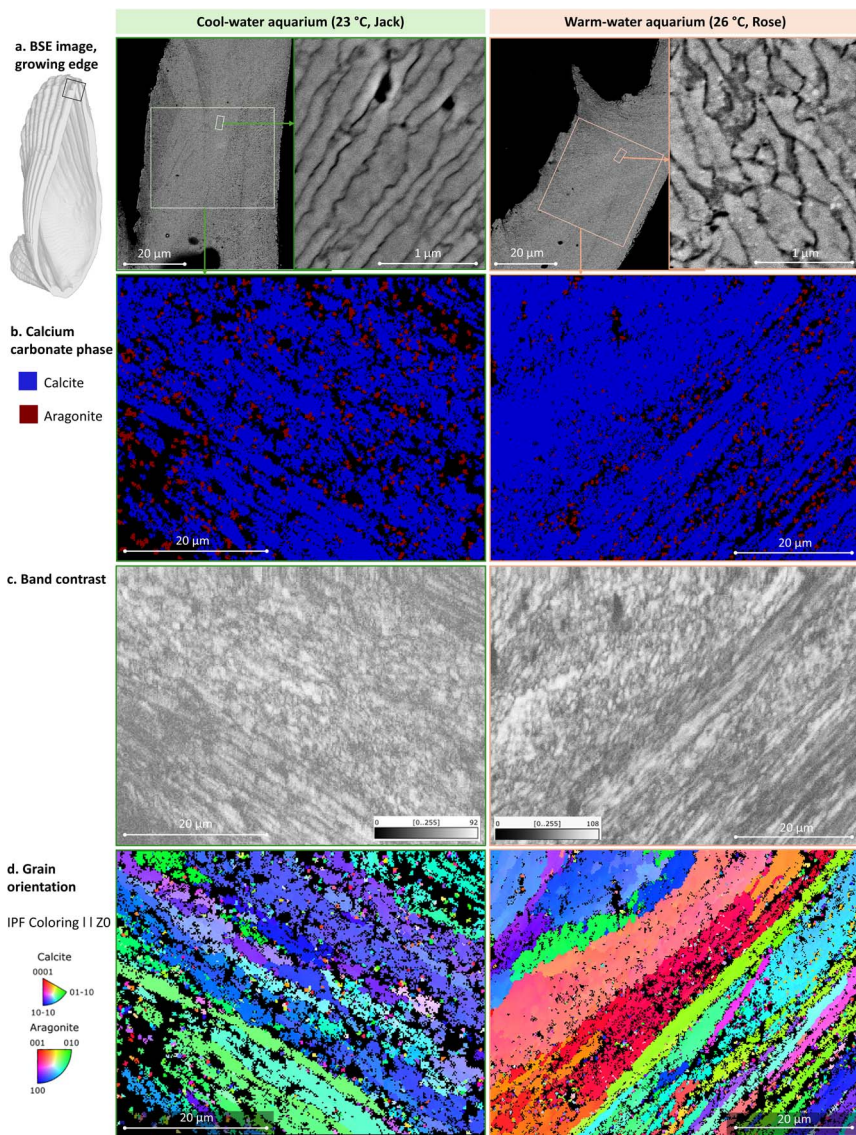 Cool-water aquarium (23 °C, Jack)
Warm-water aquarium (26 °C, Rose)
a. BSE image,
growing edge
20 µm
1 µm
20 µm
1 µm
b. Calcium
carbonate phase
Calcite
Aragonite
20 µm
20 µm
c. Band contrast
20 µm
0 [0..255] 92
0 [0..255] 108
20 µm
d. Grain
orientation
IPF Coloring l l Z0
Calcite
0001
01-10
10-10
Aragonite
001 010
100
20 µm
20 µm